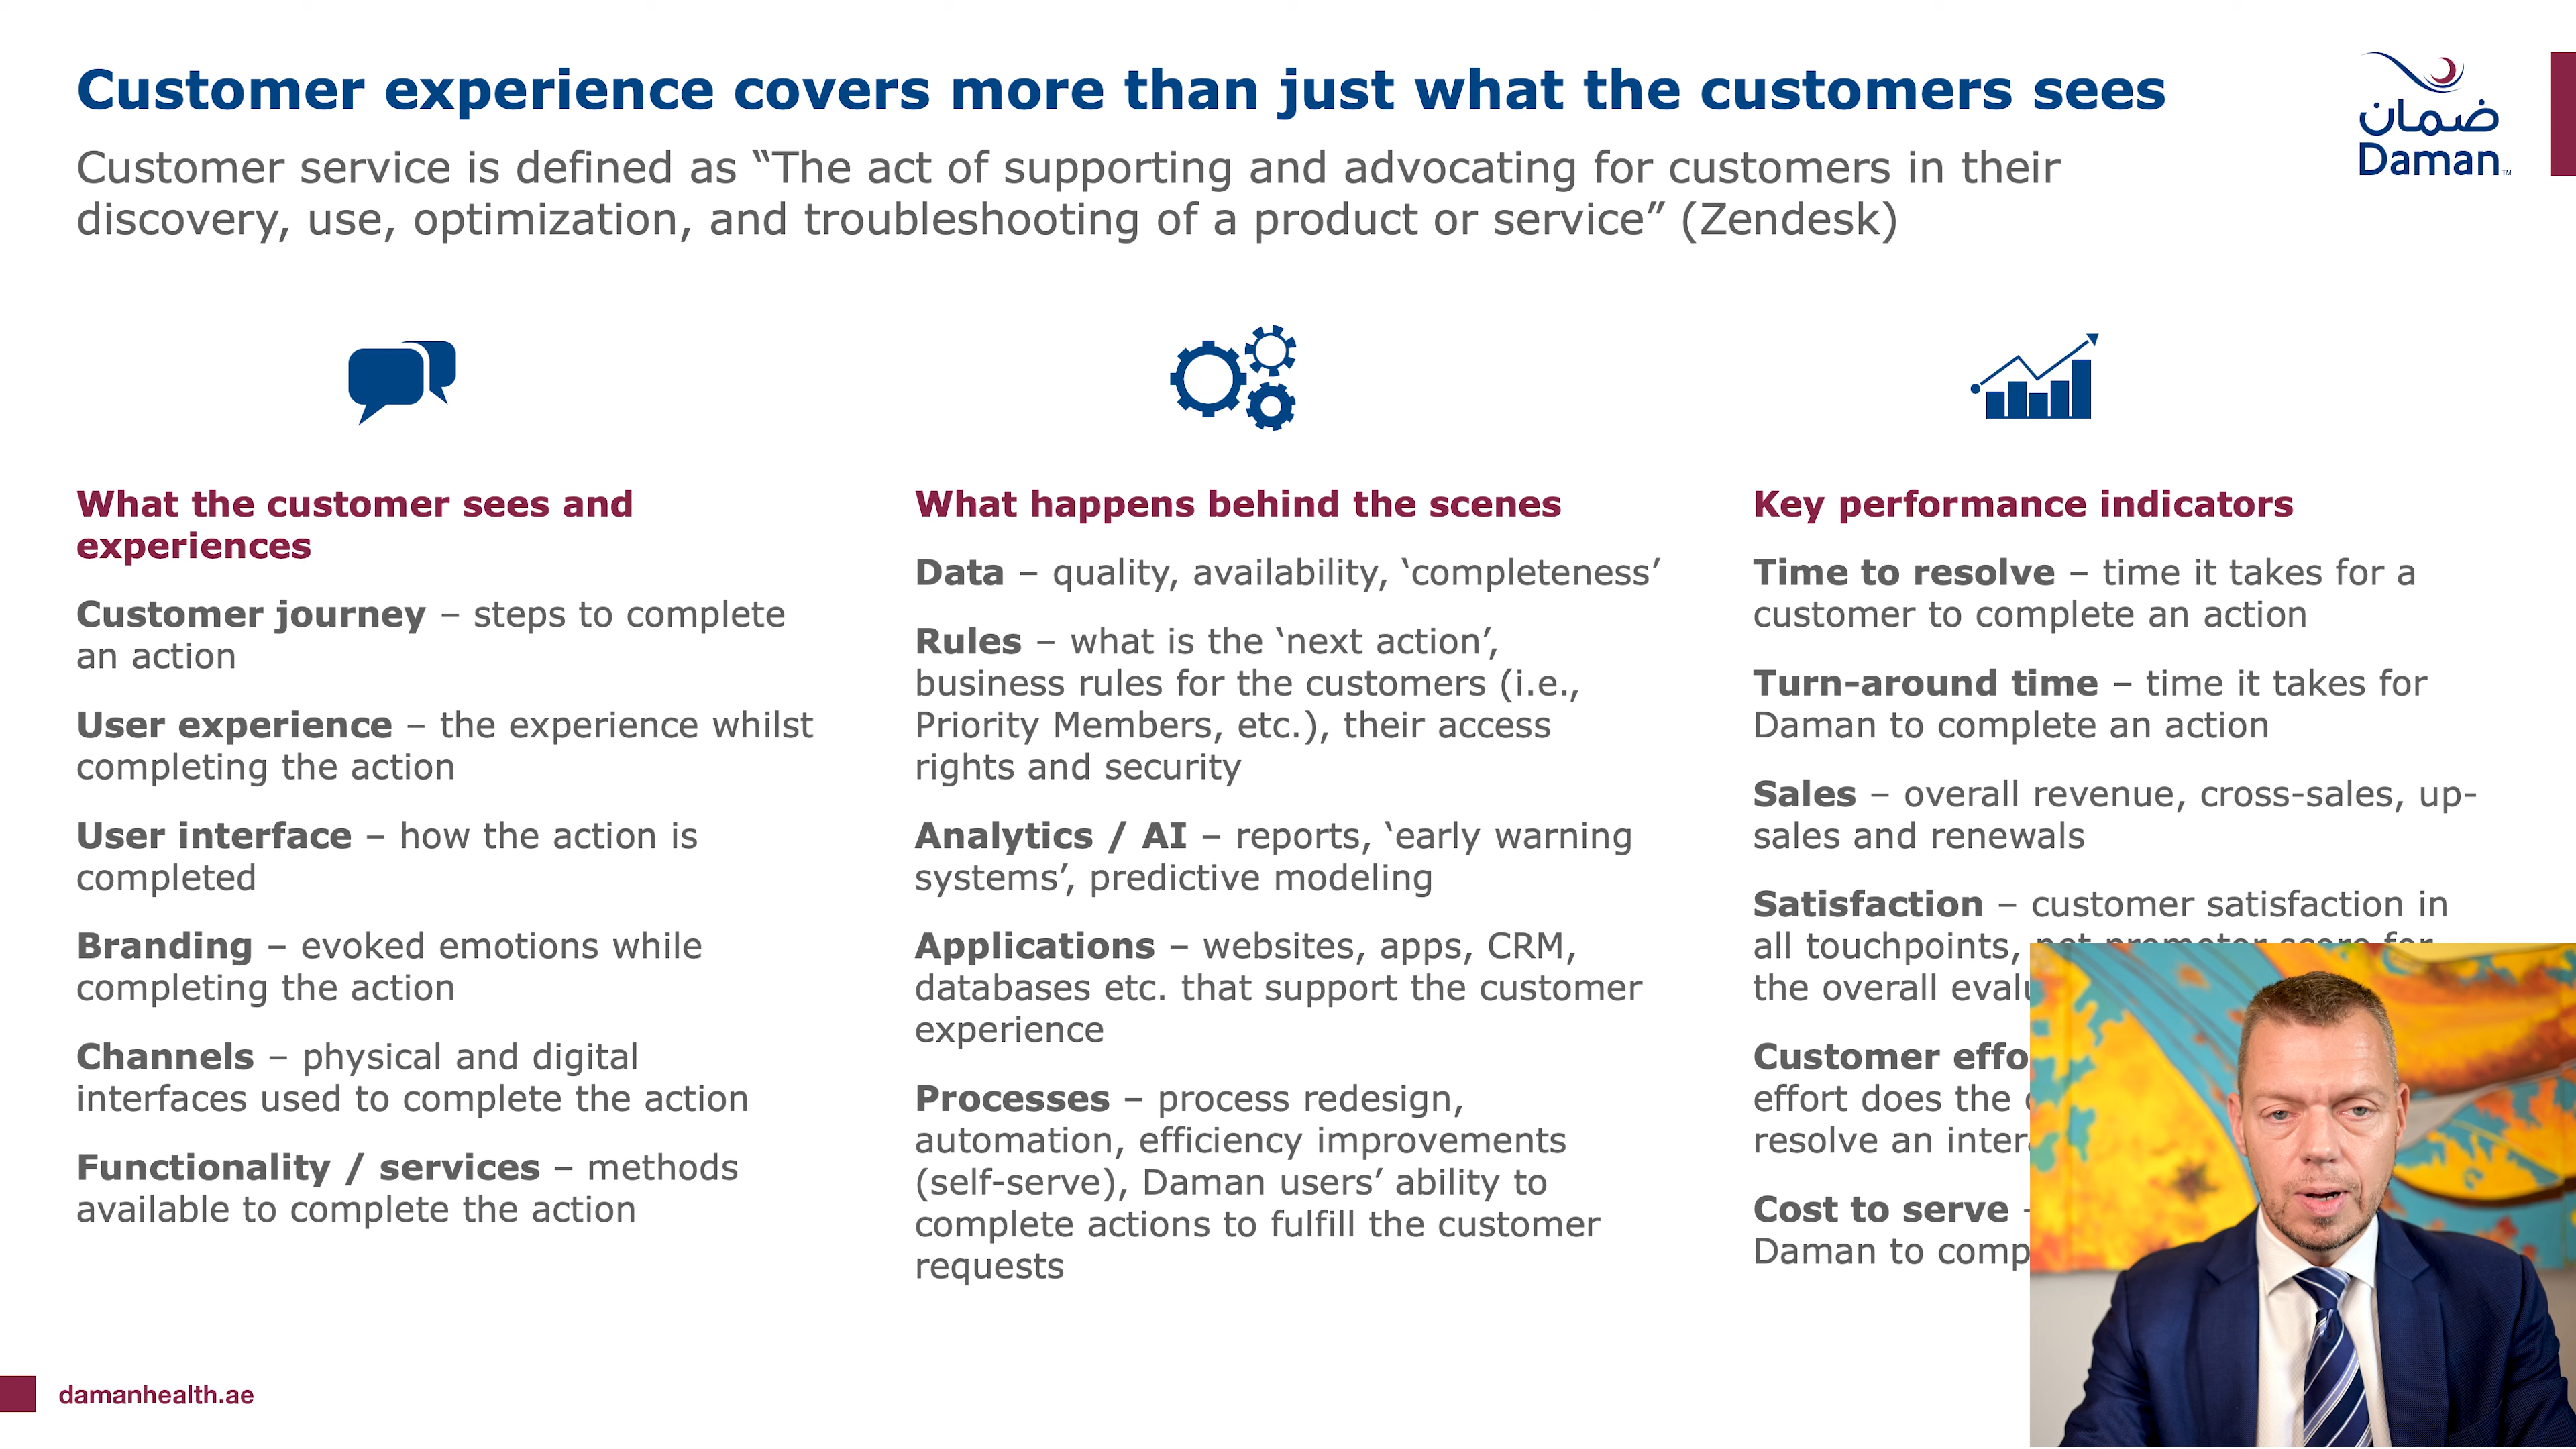 Customer experience covers more than just what the customers sees
Customer service is defined as “The act of supporting and advocating for customers in their
discovery, use, optimization, and troubleshooting of a product or service” (Zendesk)
ضمان
Daman™
What the customer sees and
experiences
Customer journey – steps to complete
an action
User experience – the experience whilst
completing the action
User interface – how the action is
completed
Branding – evoked emotions while
completing the action
Channels – physical and digital
interfaces used to complete the action
Functionality / services – methods
available to complete the action
What happens behind the scenes
Data – quality, availability, ‘completeness’
Rules – what is the ‘next action’,
business rules for the customers (i.e.,
Priority Members, etc.), their access
rights and security
Analytics / AI – reports, ‘early warning
systems’, predictive modeling
Applications – websites, apps, CRM,
databases etc. that support the customer
experience
Processes – process redesign,
automation, efficiency improvements
(self-serve), Daman users’ ability to
complete actions to fulfill the customer
requests
Key performance indicators
Time to resolve – time it takes for a
customer to complete an action
Turn-around time – time it takes for
Daman to complete an action
Sales – overall revenue, cross-sales, up-
sales and renewals
Satisfaction – customer satisfaction in
all touchpoints, net promoter score for
the overall
Customer
effort does the
resolve an
Cost to serve
Daman to
damanhealth.ae